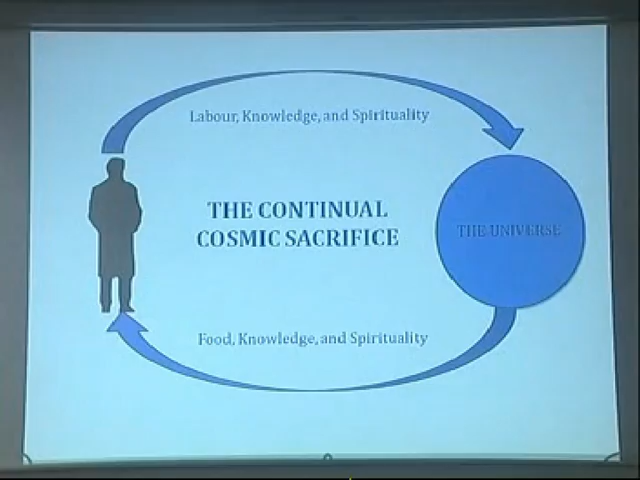 Labour, Knowledge, and Spirituality
THE CONTINUAL
COSMIC SACRIFICE
THE UNIVERSE
Food, Knowledge, and Spirituality